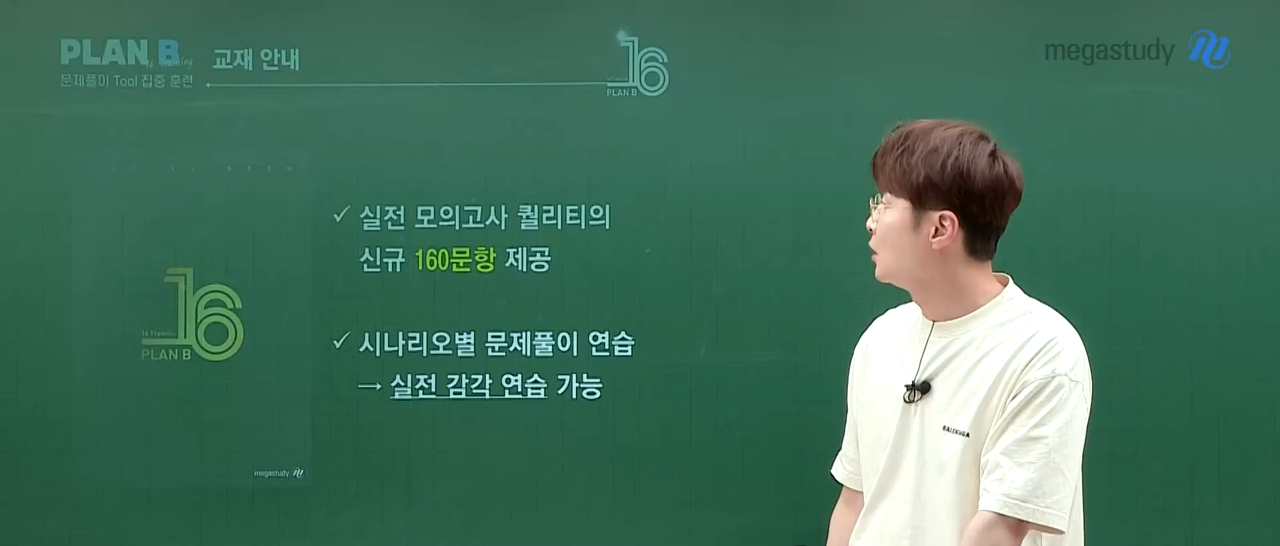 PLAN B
16 Training
교재 안내
문제풀이 Tool 집중 훈련
16
PLAN B
megastudy
✓ 실전 모의고사 퀄리티의
신규 160문항 제공
✓ 시나리오별 문제풀이 연습
→ 실전 감각 연습 가능
16
PLAN B
megastudy